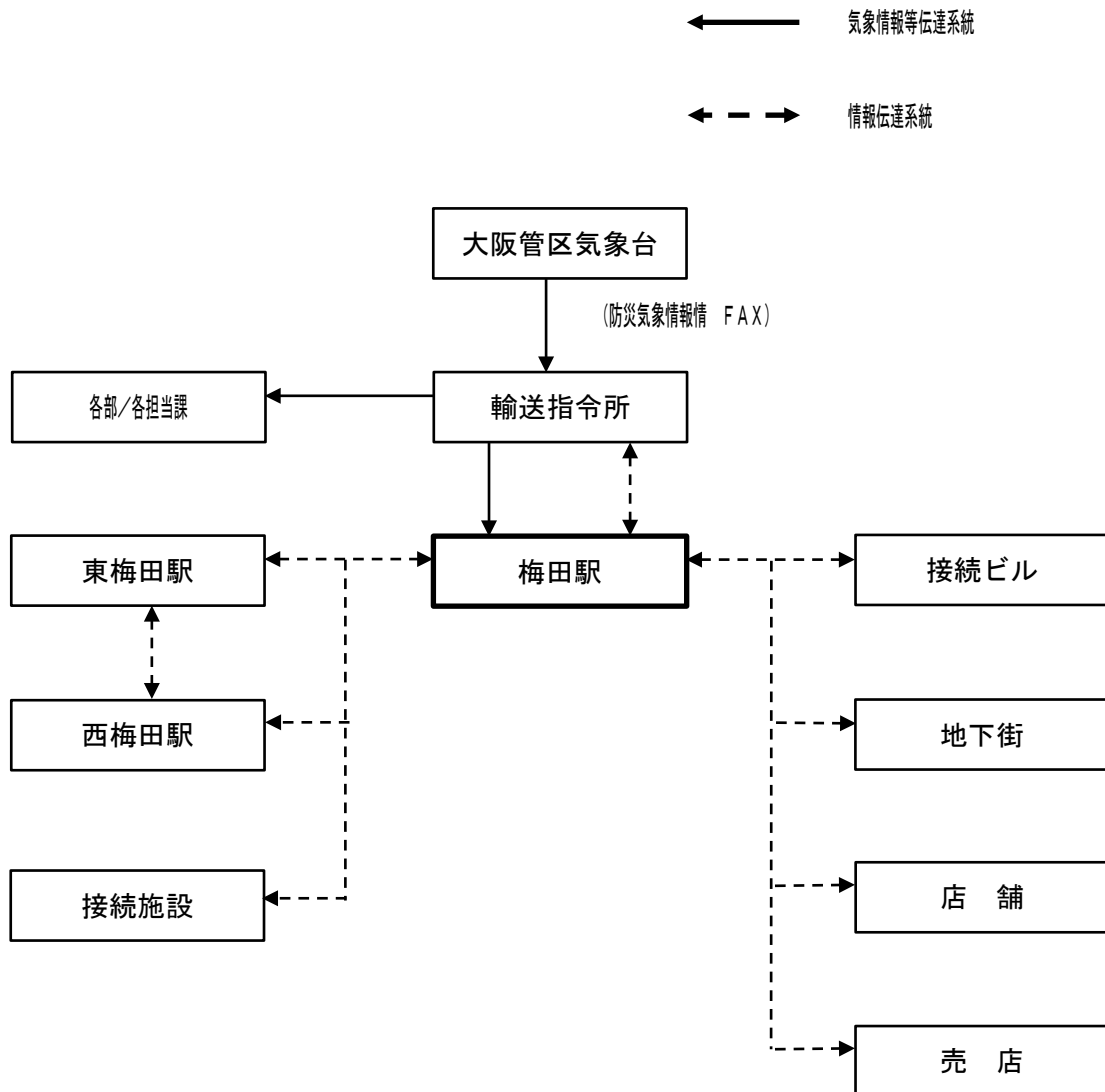 気象情報等伝達系統
情報伝達系統
大阪管区気象台
（防災気象情報情　ＦＡＸ）
各部／各担当課
輸送指令所
東梅田駅
梅田駅
接続ビル
西梅田駅
地下街
接続施設
店　舗
売　店